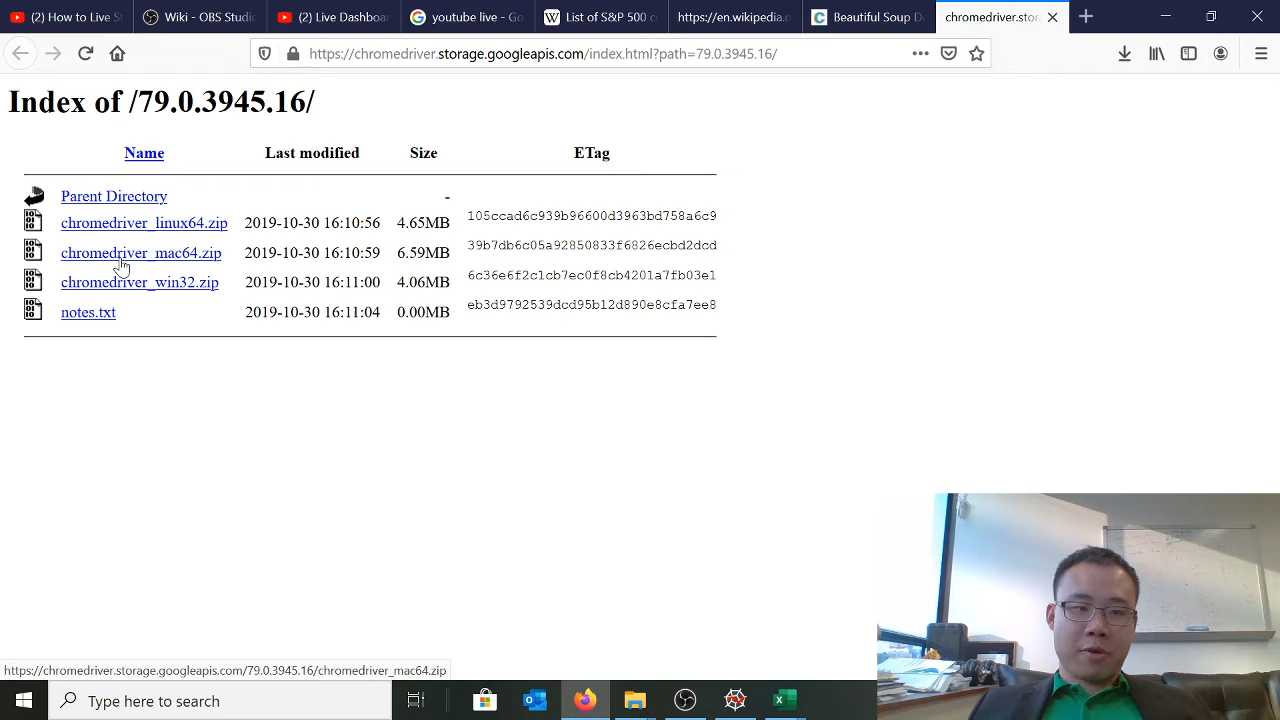 (2) How to Live St
Wiki - OBS Studi
(2) Live Dashboa
youtube live - Go
List of S&P 500 c
https://en.wikipedia.o
Beautiful Soup D
chromedriver.stor
https://chromedriver.storage.googleapis.com/index.html?path=79.0.3945.16/
Index of /79.0.3945.16/
Name Last modified Size ETag
Parent Directory -
chromedriver_linux64.zip 2019-10-30 16:10:56 4.65MB 105ccad6c939b96600d3963bd758a6c9
chromedriver_mac64.zip 2019-10-30 16:10:59 6.59MB 39b7db6c05a92850833f6826ecbd2dcd
chromedriver_win32.zip 2019-10-30 16:11:00 4.06MB 6c36e6f2c1cb7ec0f8cb4201a7fb03e1
notes.txt 2019-10-30 16:11:04 0.00MB eb3d9792539dcd95b12d890e8cfa7ee8
https://chromedriver.storage.googleapis.com/79.0.3945.16/chromedriver_mac64.zip
Type here to search